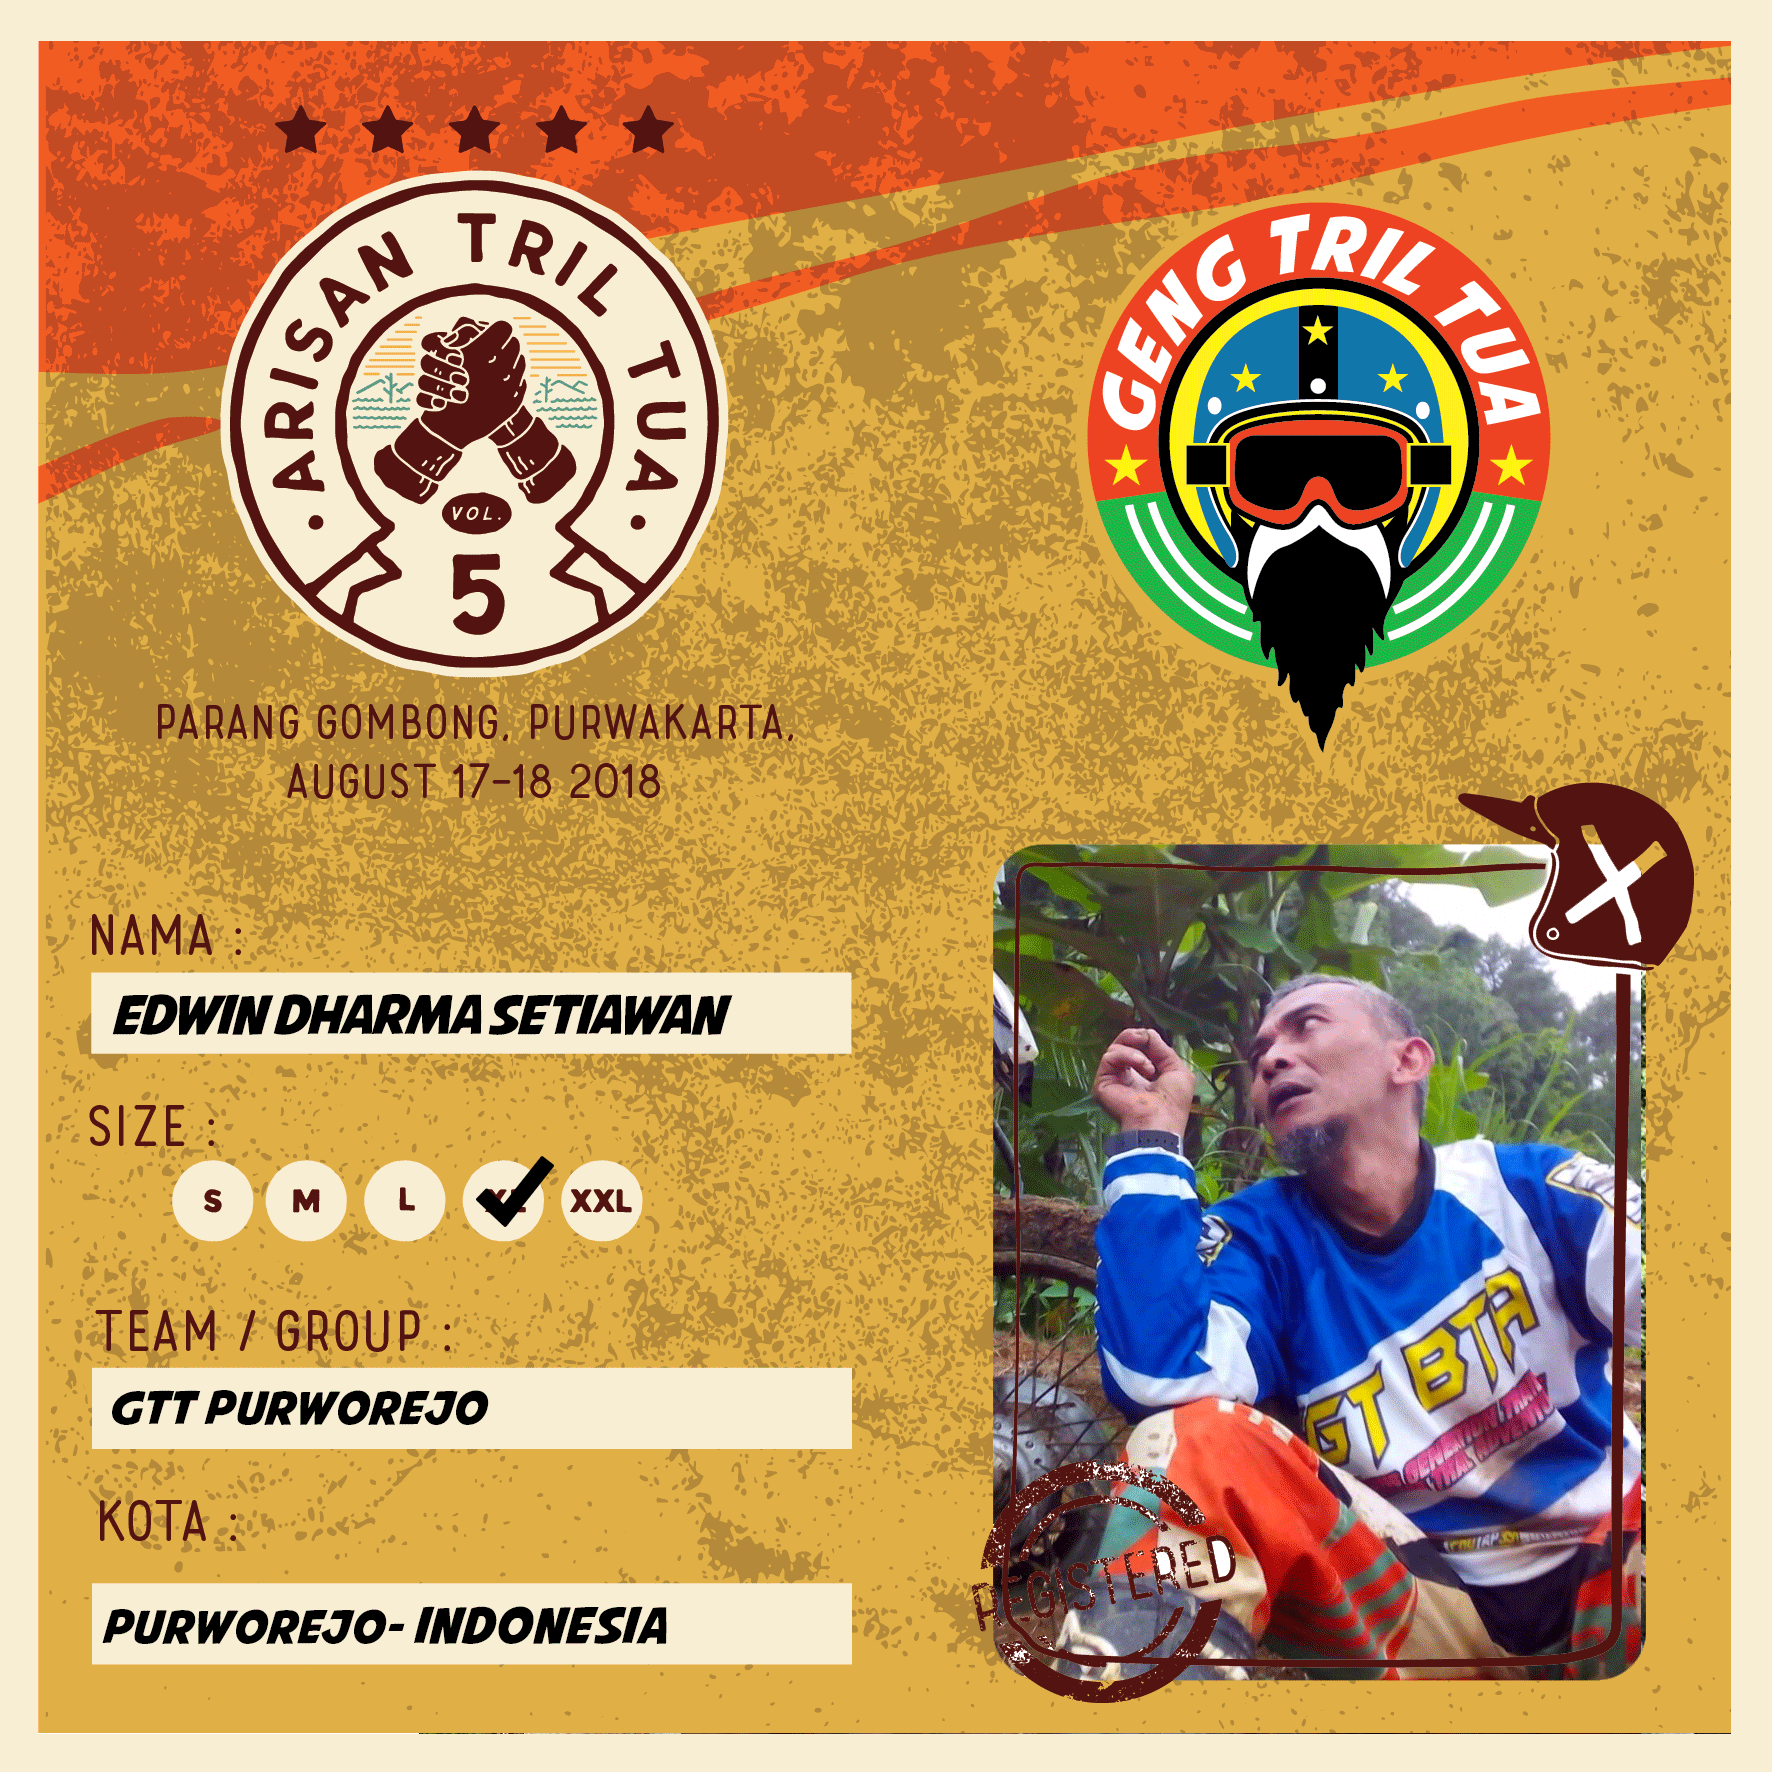 ARISAN TRIL TUA
VOL.
5
GENG TRIL TUA
PARANG GOMBONG, PURWAKARTA,
AUGUST 17-18 2018
NAMA :
EDWIN DHARMA SETIAWAN
SIZE :
S M L XL XXL
TEAM / GROUP :
GTT PURWOREJO
KOTA :
PURWOREJO- INDONESIA
GT BTA
REGISTERED